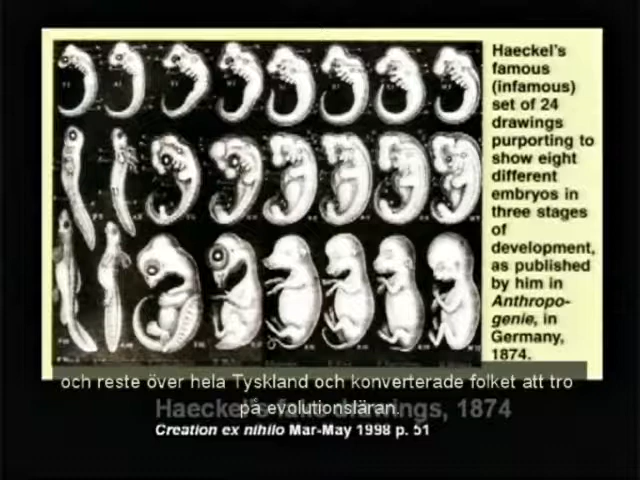 Haeckel's
famous
(infamous)
set of 24
drawings
purporting to
show eight
different
embryos in
three stages
of
development,
as published
by him in
Anthropo-
genie, in
Germany,
1874.
och reste över hela Tyskland och konverterade folket att tro
på evolutionsläran.
Haeckel's fake drawings, 1874
Creation ex nihilo Mar-May 1998 p. 51